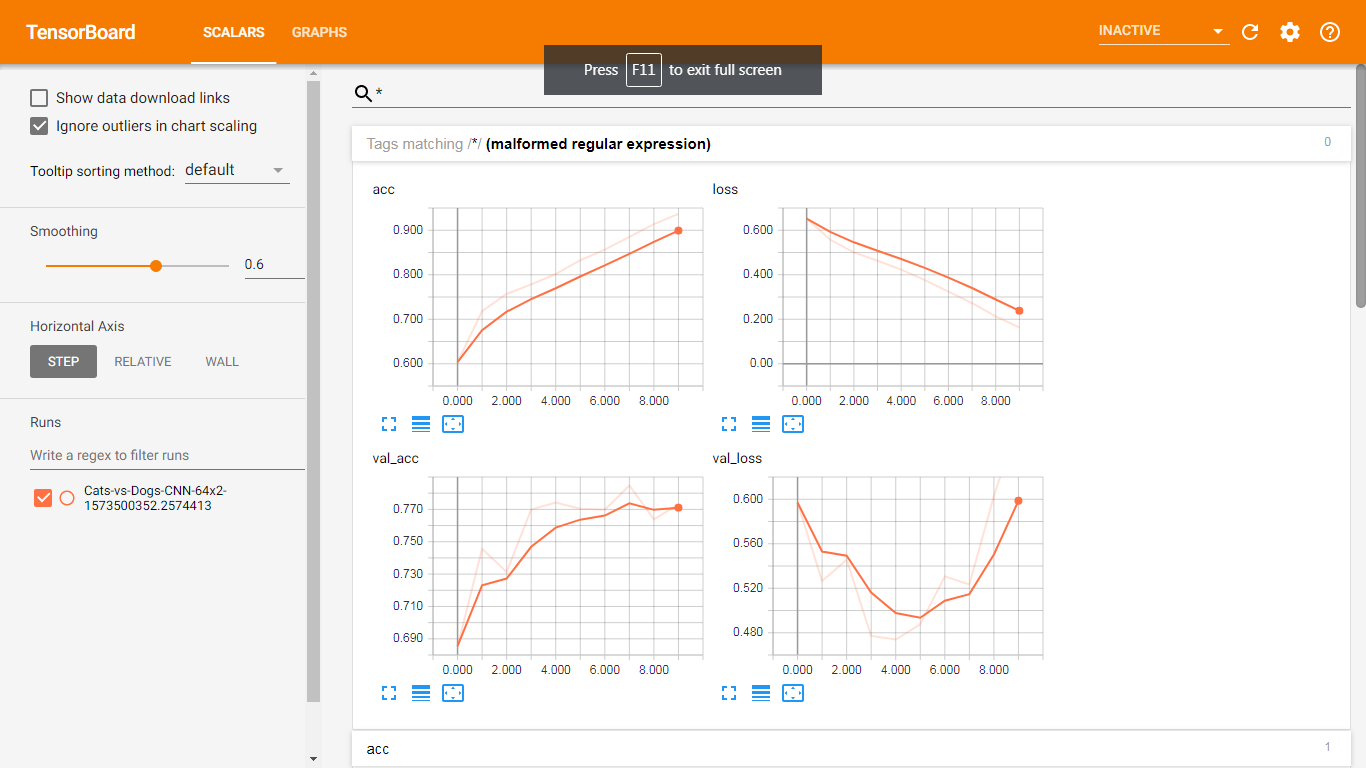 TensorBoard
SCALARS GRAPHS
INACTIVE
Press F11 to exit full screen
Show data download links
Ignore outliers in chart scaling
Tooltip sorting method: default
Smoothing
0.6
Horizontal Axis
STEP RELATIVE WALL
Runs
Write a regex to filter runs
Cats-vs-Dogs-CNN-64x2-
1573500352.2574413
*
Tags matching /*/ (malformed regular expression) 0
acc
0.900
0.800
0.700
0.600
0.000 2.000 4.000 6.000 8.000
loss
0.600
0.400
0.200
0.00
0.000 2.000 4.000 6.000 8.000
val_acc
0.770
0.750
0.730
0.710
0.690
0.000 2.000 4.000 6.000 8.000
val_loss
0.600
0.560
0.520
0.480
0.000 2.000 4.000 6.000 8.000
acc 1